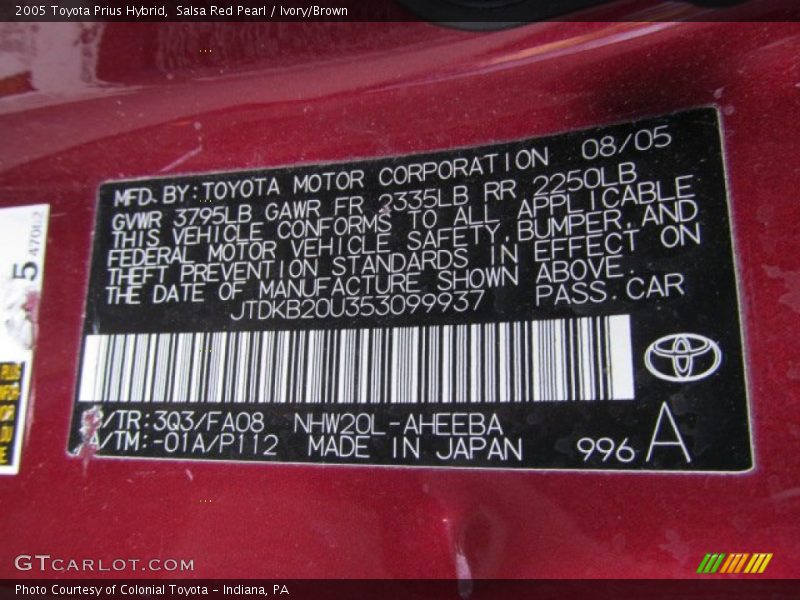 2005 Toyota Prius Hybrid, Salsa Red Pearl / Ivory/Brown
MFD. BY: TOYOTA MOTOR CORPORATION 08/05
GVWR 3795LB GAWR FR 2335LB RR 2250LB
THIS VEHICLE CONFORMS TO ALL APPLICABLE
FEDERAL MOTOR VEHICLE SAFETY, BUMPER, AND
THEFT PREVENTION STANDARDS IN EFFECT ON
THE DATE OF MANUFACTURE SHOWN ABOVE.
JTDKB20U353099937 PASS. CAR
/TR: 3Q3/FA08 NHW20L-AHEEBA
A/TM: -01A/P112 MADE IN JAPAN
996 A
5 47062
GTCARLOT.COM
Photo Courtesy of Colonial Toyota - Indiana, PA